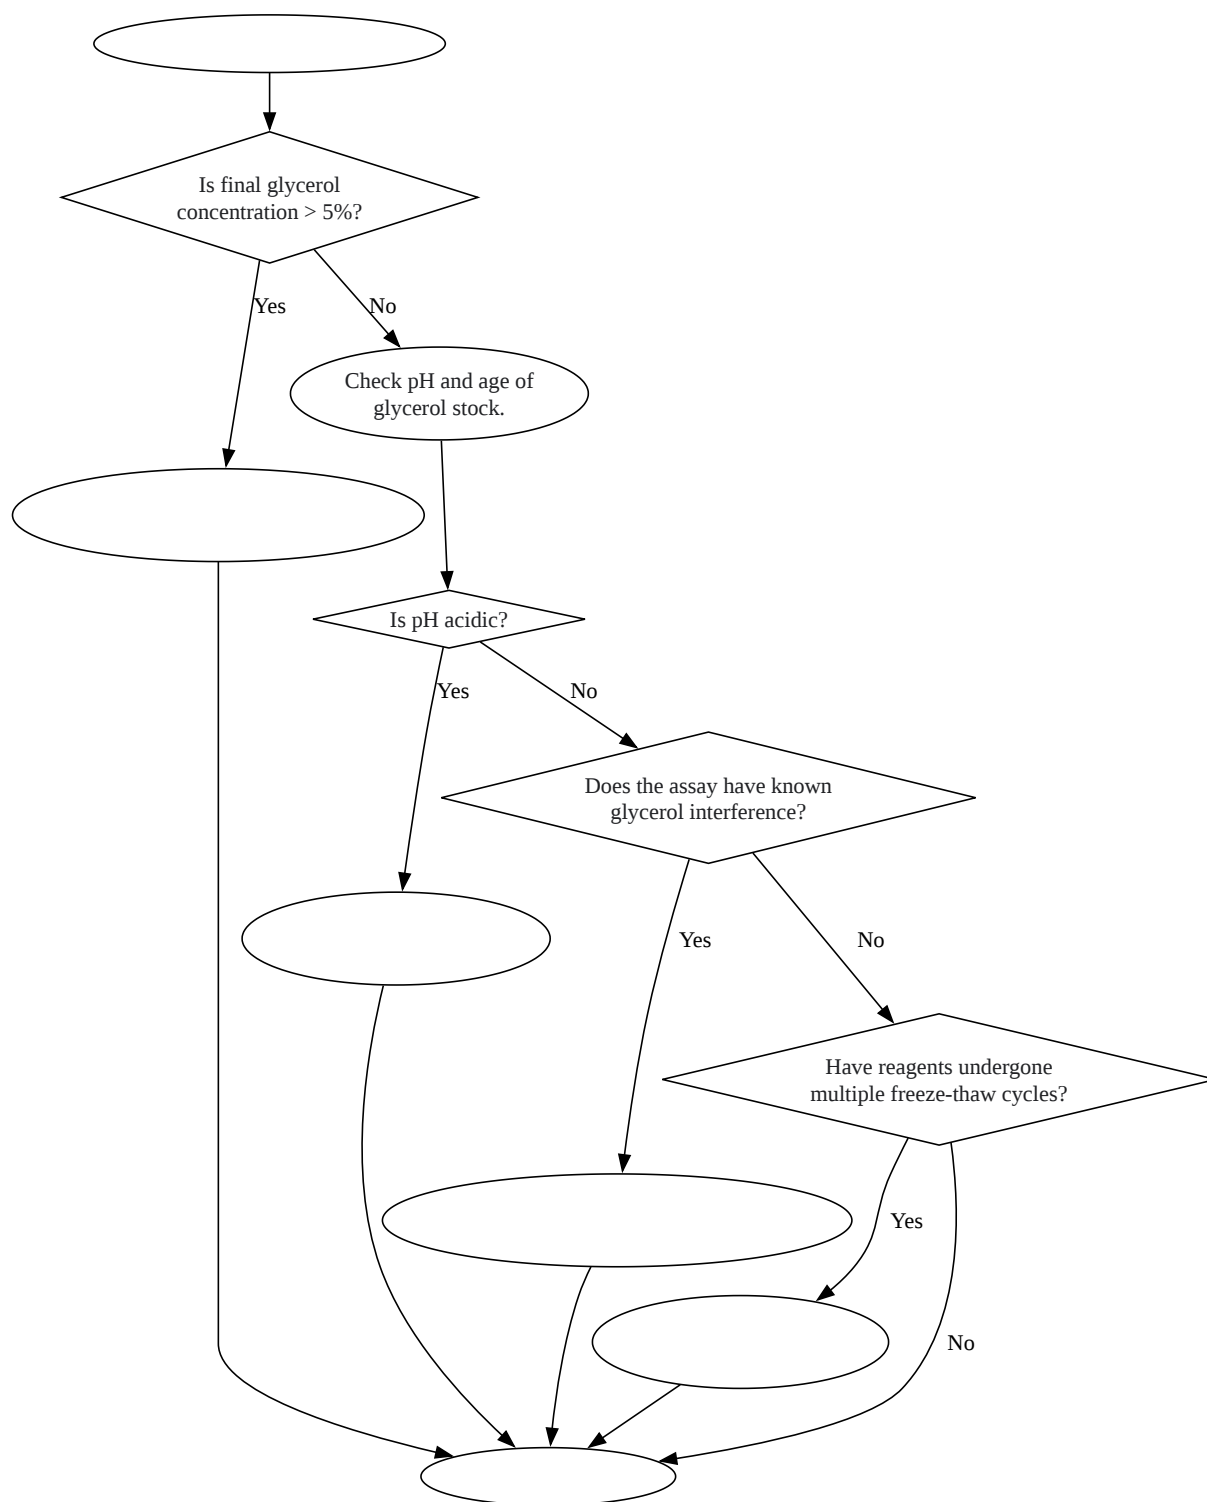 Is final glycerol
concentration > 5%?
Yes
No
Check pH and age of
glycerol stock.
Is pH acidic?
Yes
No
Does the assay have known
glycerol interference?
Yes
No
Have reagents undergone
multiple freeze-thaw cycles?
Yes
No